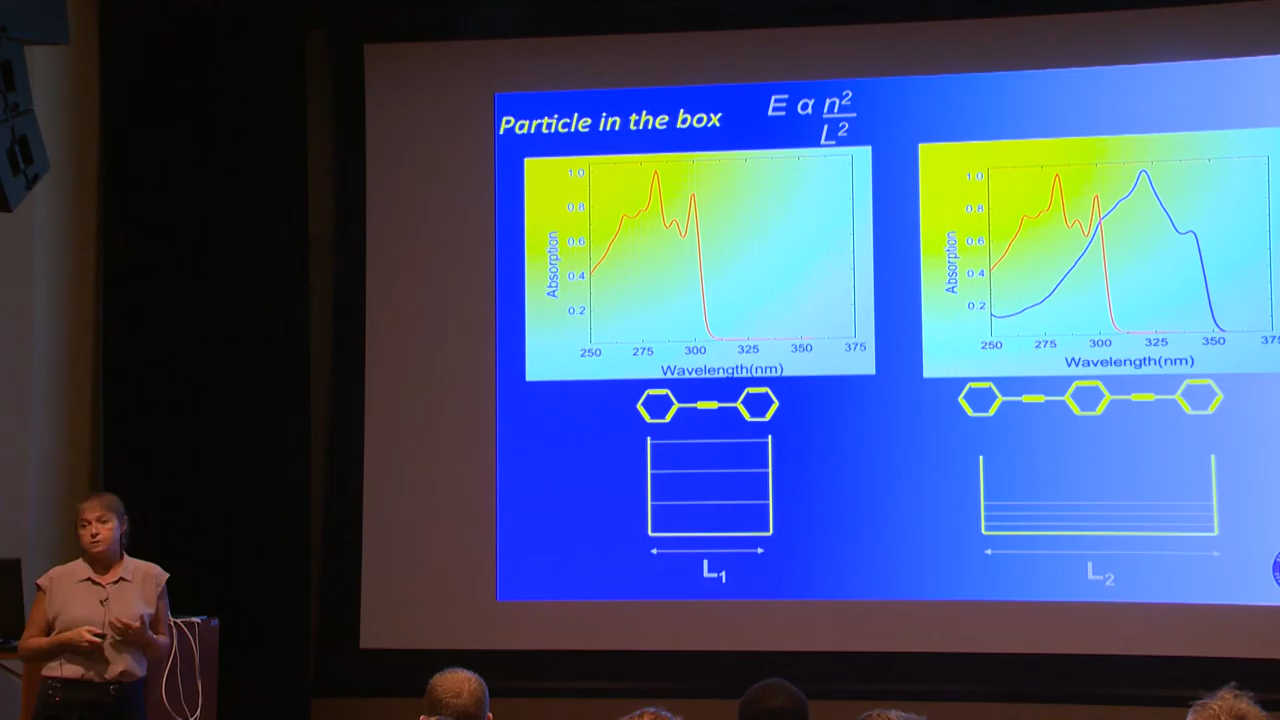 Particle in the box
E α n²
L²
1.0
0.8
0.6
0.4
0.2
Absorption
250 275 300 325 350 375
Wavelength(nm)
1.0
0.8
0.6
0.4
0.2
Absorption
250 275 300 325 350 375
Wavelength(nm)
L₁
L₂